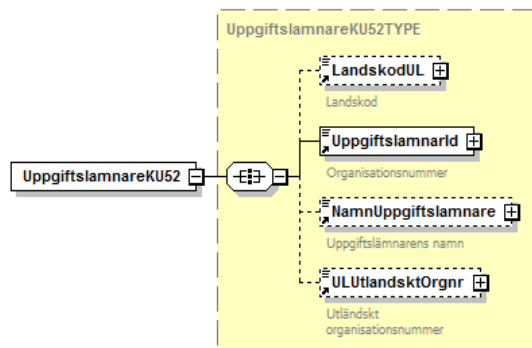 UppgiftslamnareKU52TYPE
LandskodUL
Landskod
UppgiftslamnarId
Organisationsnummer
UppgiftslamnareKU52
NamnUppgiftslamnare
Uppgiftslämnarens namn
ULUtlandsktOrgnr
Utländskt
organisationsnummer